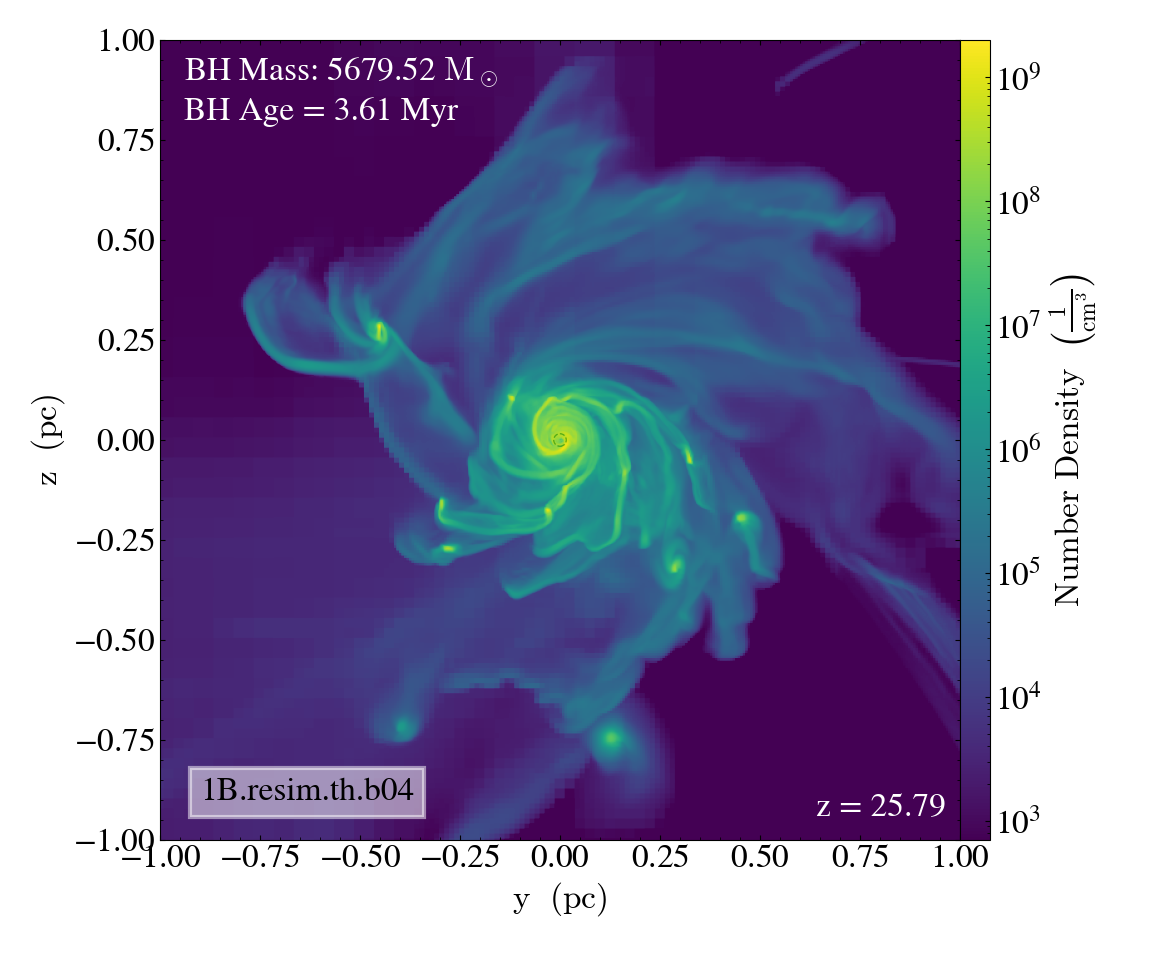 BH Mass: 5679.52 M⊙
BH Age = 3.61 Myr
1B.resim.th.b04
z = 25.79
1.00
0.75
0.50
0.25
0.00
−0.25
−0.50
−0.75
−1.00
z (pc)
−1.00 −0.75 −0.50 −0.25 0.00 0.25 0.50 0.75 1.00
y (pc)
10⁹
10⁸
10⁷
10⁶
10⁵
10⁴
10³
Number Density (1/cm³)